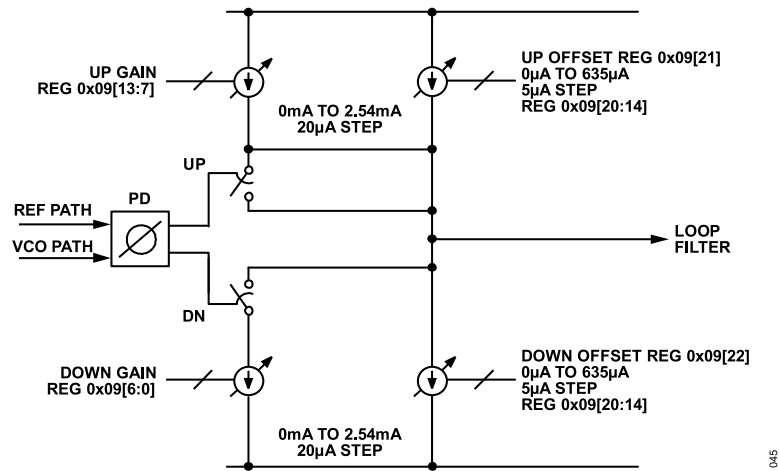 UP GAIN
REG 0x09[13:7]
0mA TO 2.54mA
20µA STEP
UP OFFSET REG 0x09[21]
0µA TO 635µA
5µA STEP
REG 0x09[20:14]
UP
PD
REF PATH
VCO PATH
LOOP
FILTER
DN
DOWN GAIN
REG 0x09[6:0]
DOWN OFFSET REG 0x09[22]
0µA TO 635µA
5µA STEP
REG 0x09[20:14]
0mA TO 2.54mA
20µA STEP
045